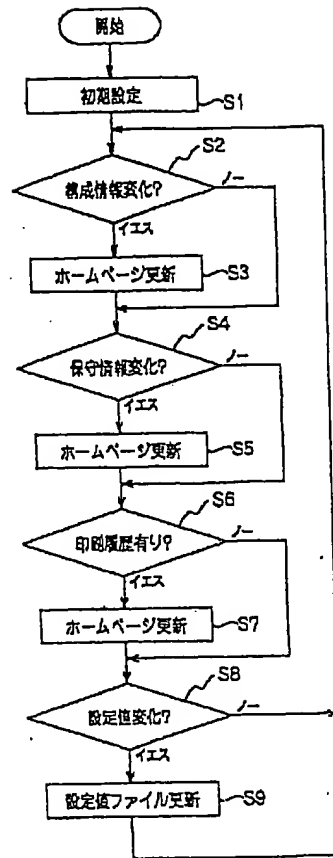 開始
初期設定
S1
S2
構成情報変化?
ノー
イエス
ホームページ更新
S3
S4
保守情報変化?
ノー
イエス
ホームページ更新
S5
S6
印刷履歴有り?
ノー
イエス
ホームページ更新
S7
S8
設定値変化?
ノー
イエス
設定値ファイル更新
S9